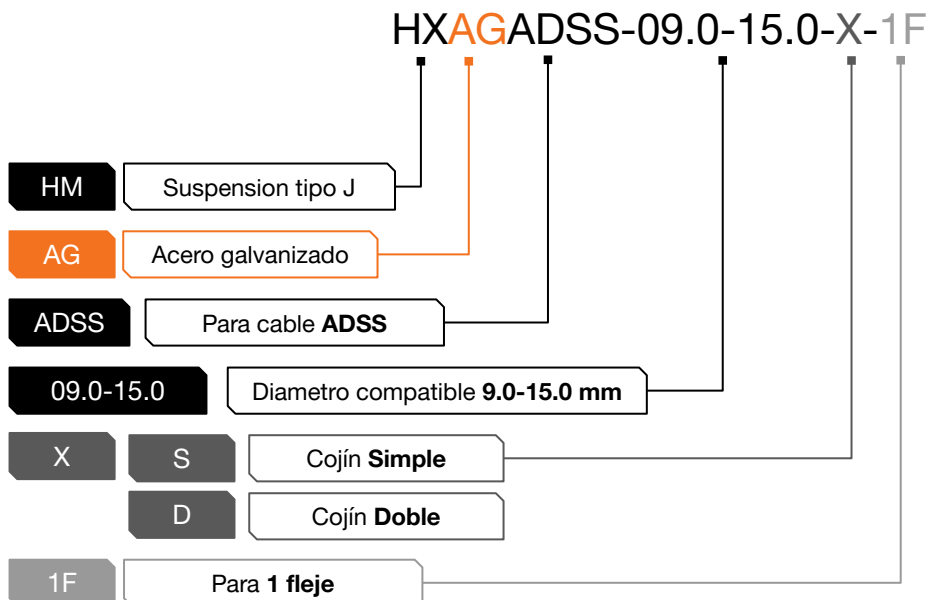 HXAGADSS-09.0-15.0-X-1F
HM Suspension tipo J
AG Acero galvanizado
ADSS Para cable ADSS
09.0-15.0 Diametro compatible 9.0-15.0 mm
X S Cojín Simple
D Cojín Doble
1F Para 1 fleje